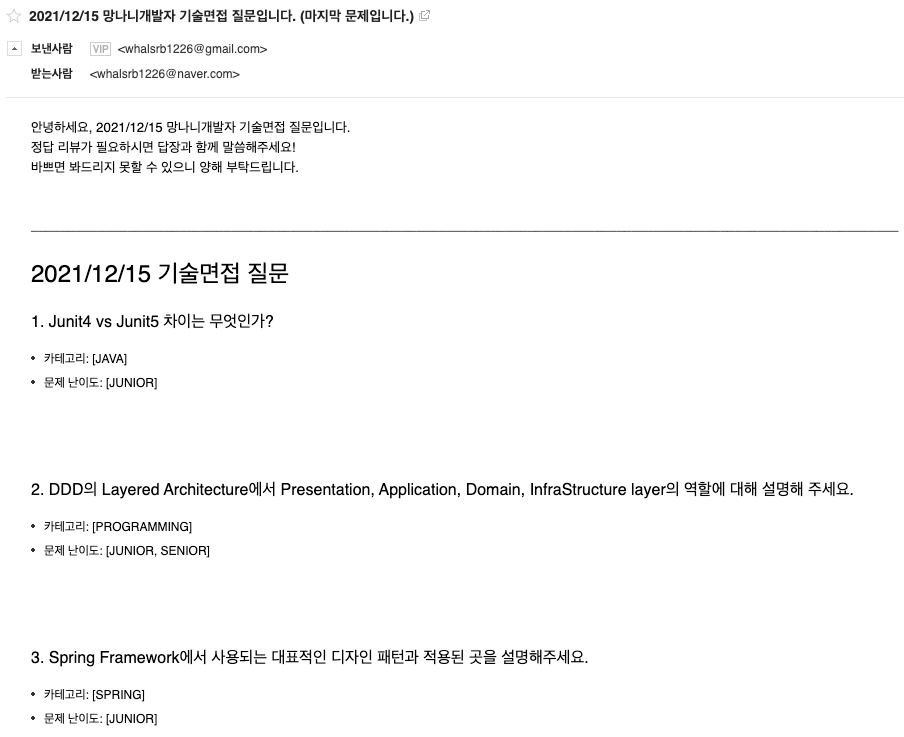 2021/12/15 망나니개발자 기술면접 질문입니다. (마지막 문제입니다.)
보낸사람 VIP <whalsrb1226@gmail.com>
받는사람 <whalsrb1226@naver.com>
안녕하세요, 2021/12/15 망나니개발자 기술면접 질문입니다.
정답 리뷰가 필요하시면 답장과 함께 말씀해주세요!
바쁘면 봐드리지 못할 수 있으니 양해 부탁드립니다.
2021/12/15 기술면접 질문
1. Junit4 vs Junit5 차이는 무엇인가?
• 카테고리: [JAVA]
• 문제 난이도: [JUNIOR]
2. DDD의 Layered Architecture에서 Presentation, Application, Domain, InfraStructure layer의 역할에 대해 설명해 주세요.
• 카테고리: [PROGRAMMING]
• 문제 난이도: [JUNIOR, SENIOR]
3. Spring Framework에서 사용되는 대표적인 디자인 패턴과 적용된 곳을 설명해주세요.
• 카테고리: [SPRING]
• 문제 난이도: [JUNIOR]